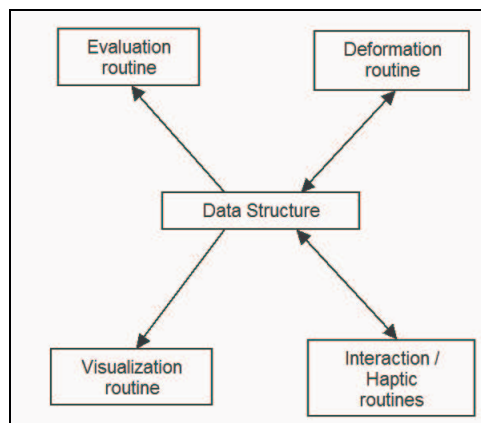 Evaluation
routine
Deformation
routine
Data Structure
Visualization
routine
Interaction /
Haptic
routines